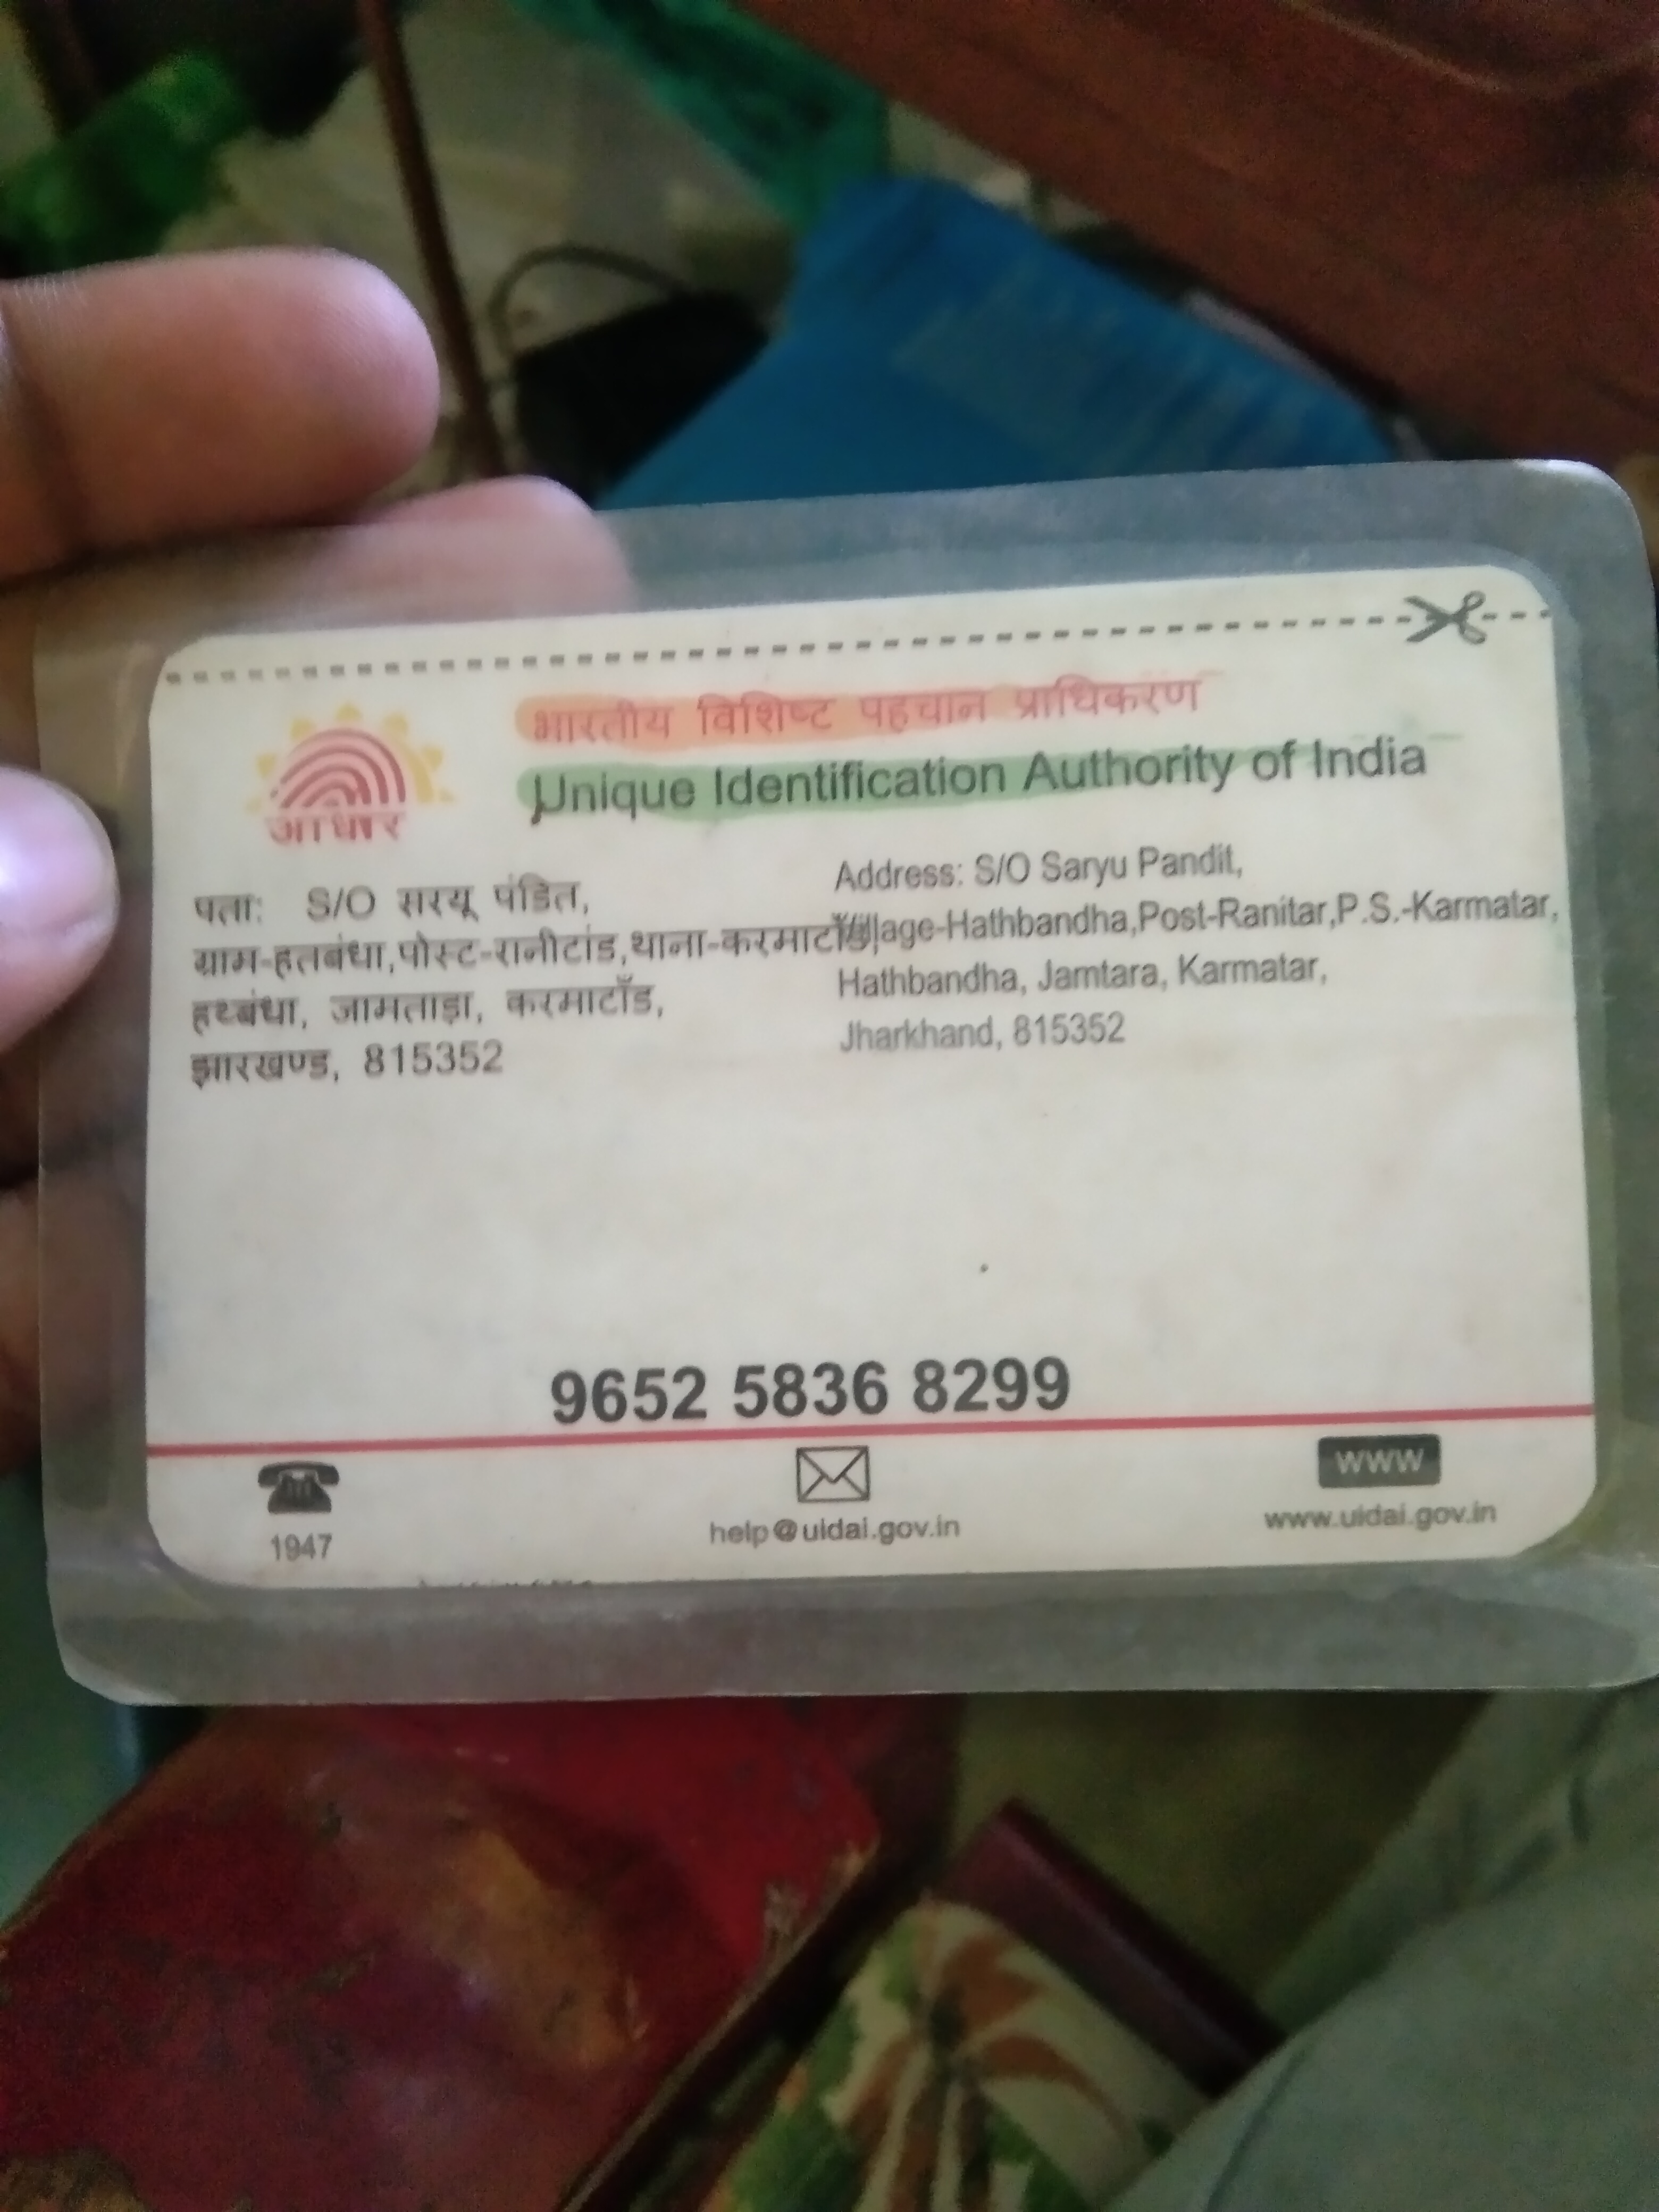 भारतीय विशिष्ट पहचान प्राधिकरण
Unique Identification Authority of India
आधार
पता: S/O सरयू पंडित,
ग्राम-हतबंधा,पोस्ट-रानीटांड,थाना-करमाटाँड़
हथ्बंधा, जामताड़ा, करमाटाँड,
झारखण्ड, 815352
Address: S/O Saryu Pandit,
Village-Hathbandha,Post-Ranitar,P.S.-Karmatar,
Hathbandha, Jamtara, Karmatar,
Jharkhand, 815352
9652 5836 8299
WWW
1947
help@uidai.gov.in
www.uidai.gov.in